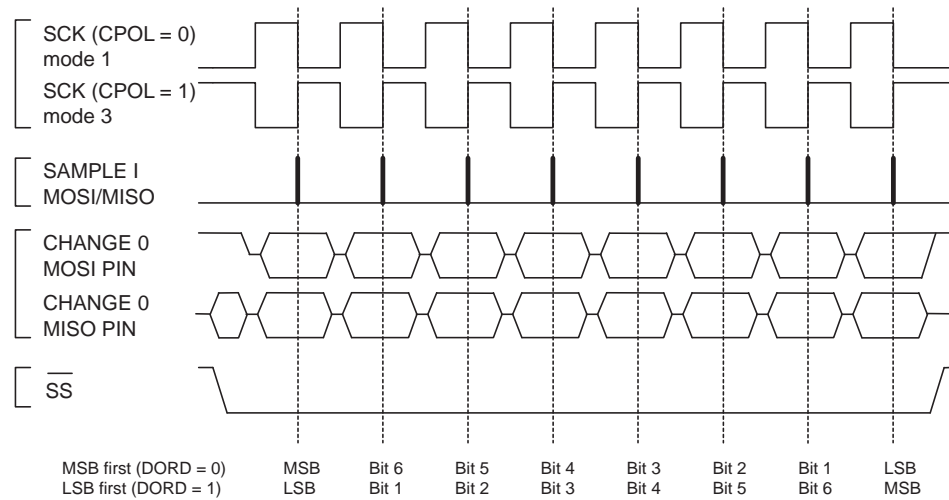 SCK (CPOL = 0)
mode 1
SCK (CPOL = 1)
mode 3
SAMPLE I
MOSI/MISO
CHANGE 0
MOSI PIN
CHANGE 0
MISO PIN
SS
MSB first (DORD = 0) MSB Bit 6 Bit 5 Bit 4 Bit 3 Bit 2 Bit 1 LSB
LSB first (DORD = 1) LSB Bit 1 Bit 2 Bit 3 Bit 4 Bit 5 Bit 6 MSB